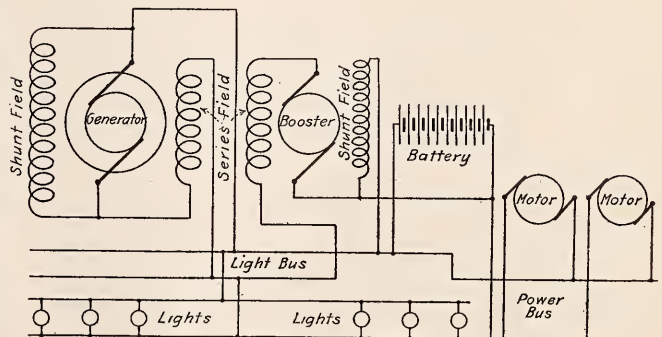 Shunt Field
Generator
Series Field
Booster
Shunt Field
Battery
Motor
Motor
Light Bus
Power
Bus
Lights
Lights